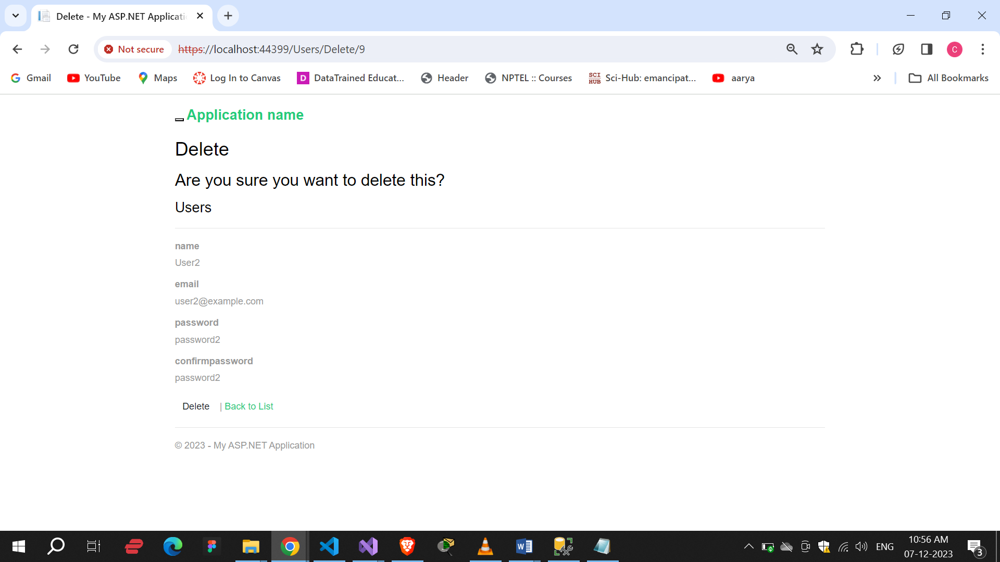 Delete - My ASP.NET Applicati
Not secure https://localhost:44399/Users/Delete/9
C
Gmail YouTube Maps Log In to Canvas D DataTrained Educat... Header NPTEL :: Courses SCI HUB Sci-Hub: emancipat... aarya All Bookmarks
Application name
Delete
Are you sure you want to delete this?
Users
name
User2
email
user2@example.com
password
password2
confirmpassword
password2
Delete | Back to List
© 2023 - My ASP.NET Application
ENG
10:56 AM
07-12-2023
3